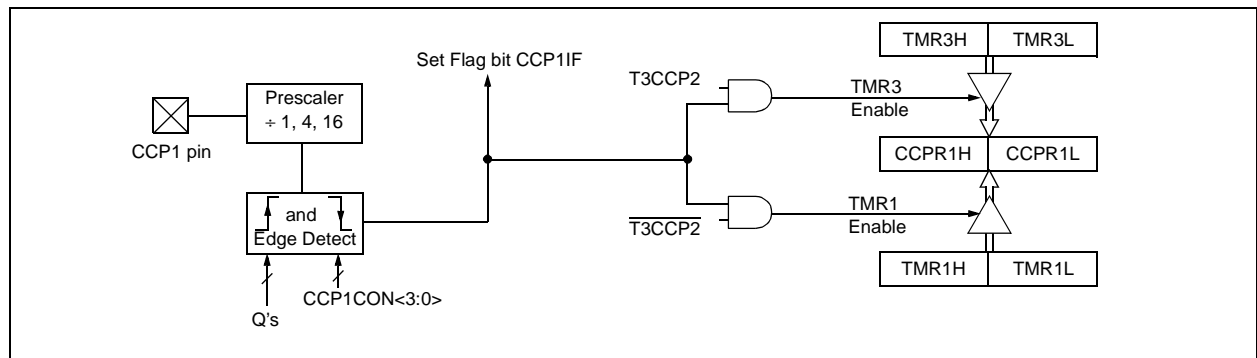 TMR3H TMR3L
Set Flag bit CCP1IF
T3CCP2
TMR3
Enable
Prescaler
÷ 1, 4, 16
CCP1 pin
CCPR1H CCPR1L
and
Edge Detect
TMR1
Enable
T3CCP2
TMR1H TMR1L
CCP1CON<3:0>
Q's